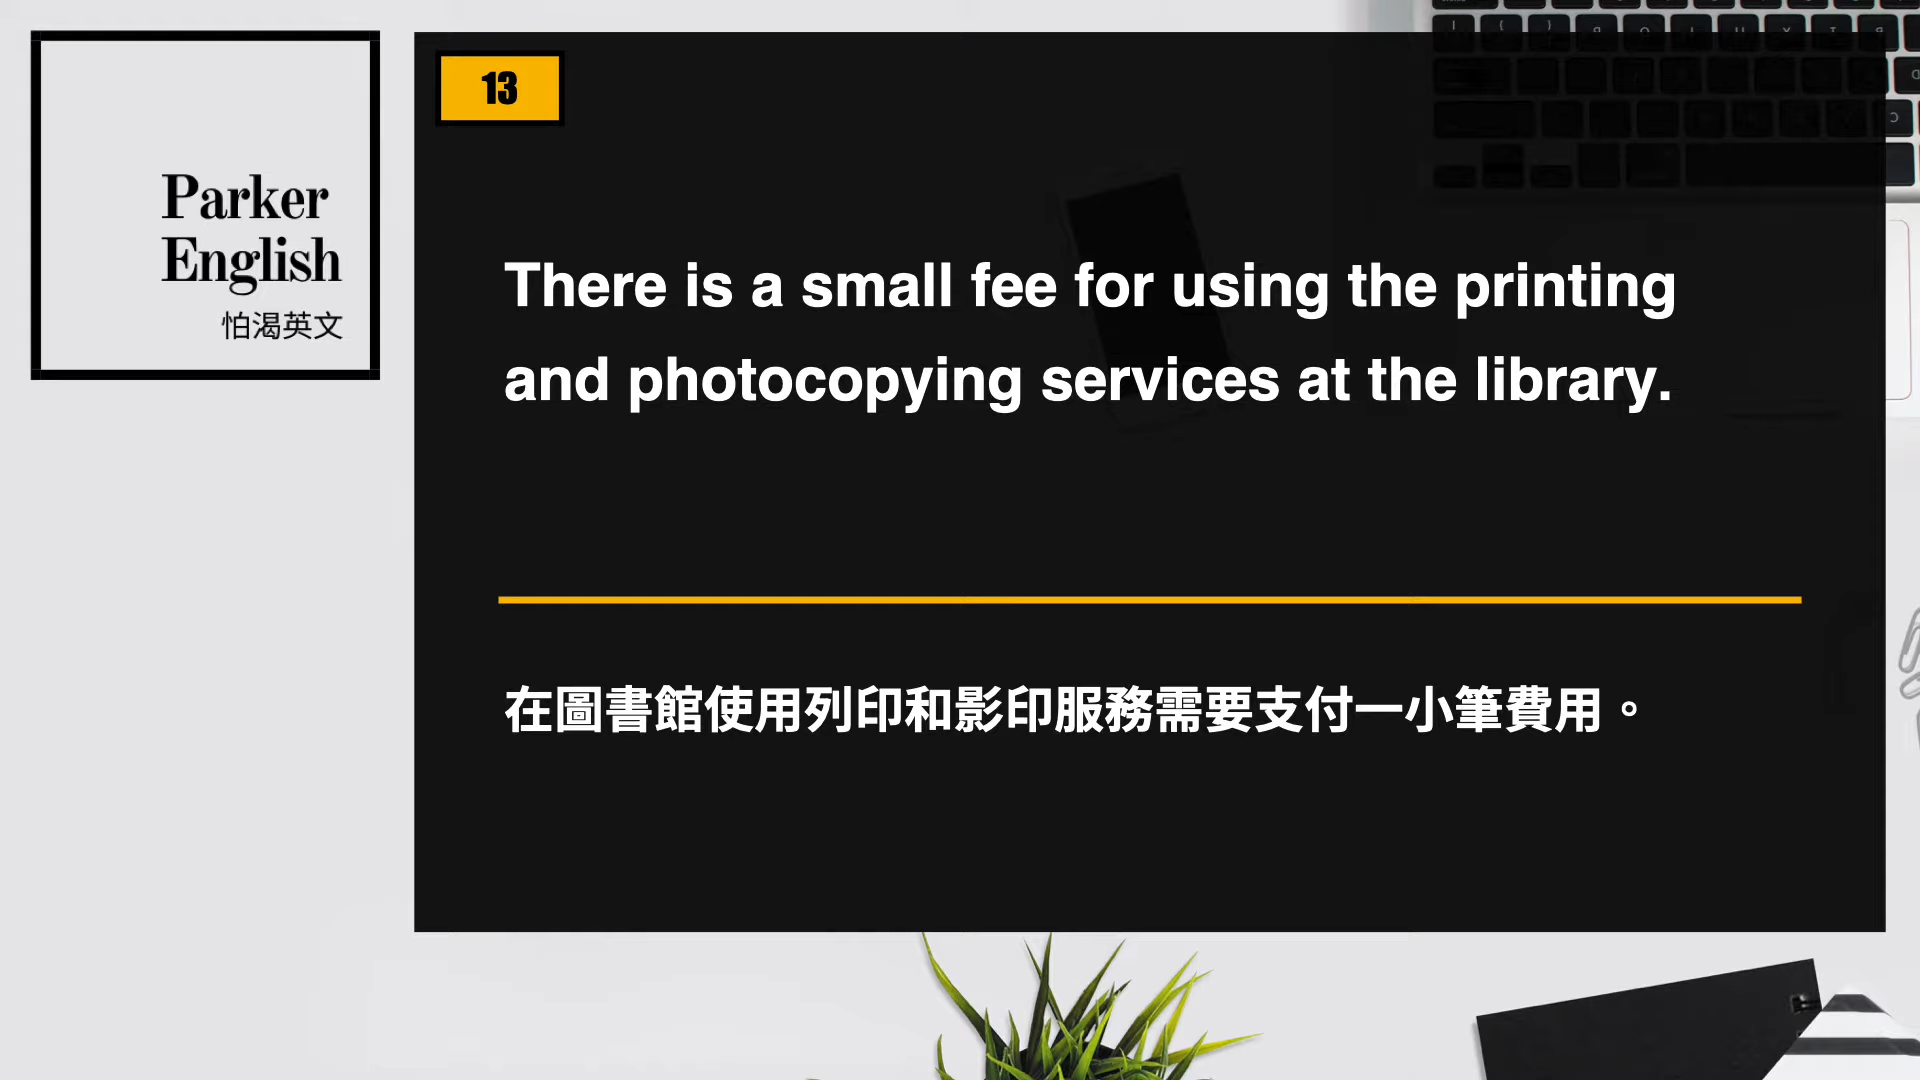 Parker
English
怕渴英文
13
There is a small fee for using the printing
and photocopying services at the library.
在圖書館使用列印和影印服務需要支付一小筆費用。